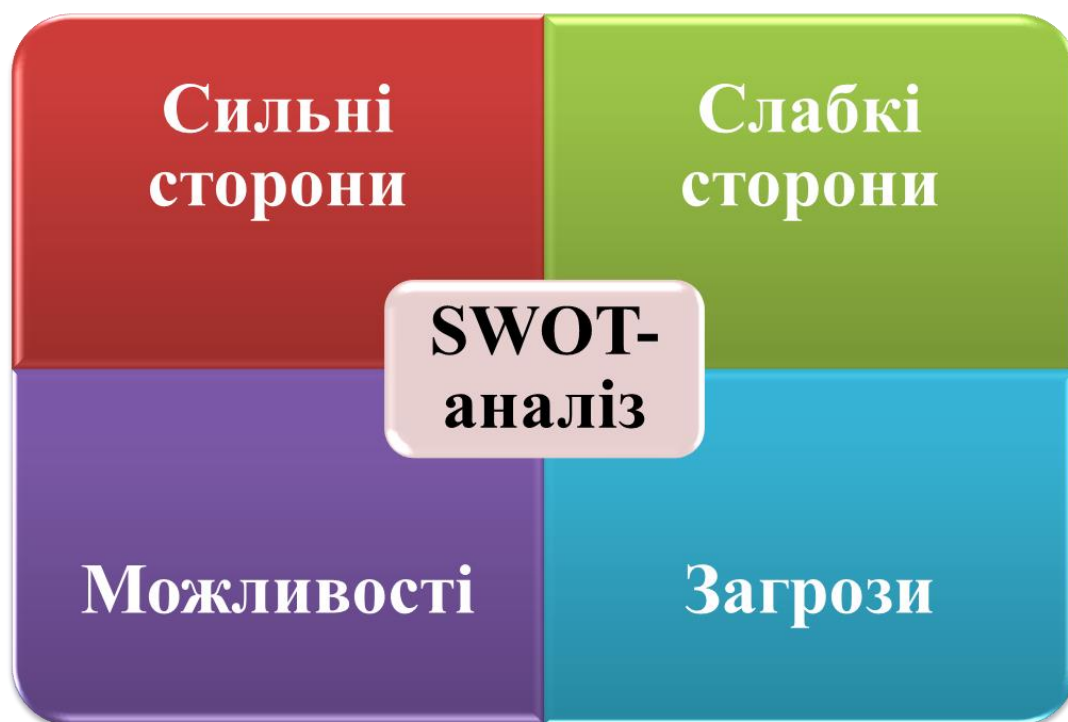 Сильні
сторони
Слабкі
сторони
SWOT-
аналіз
Можливості
Загрози